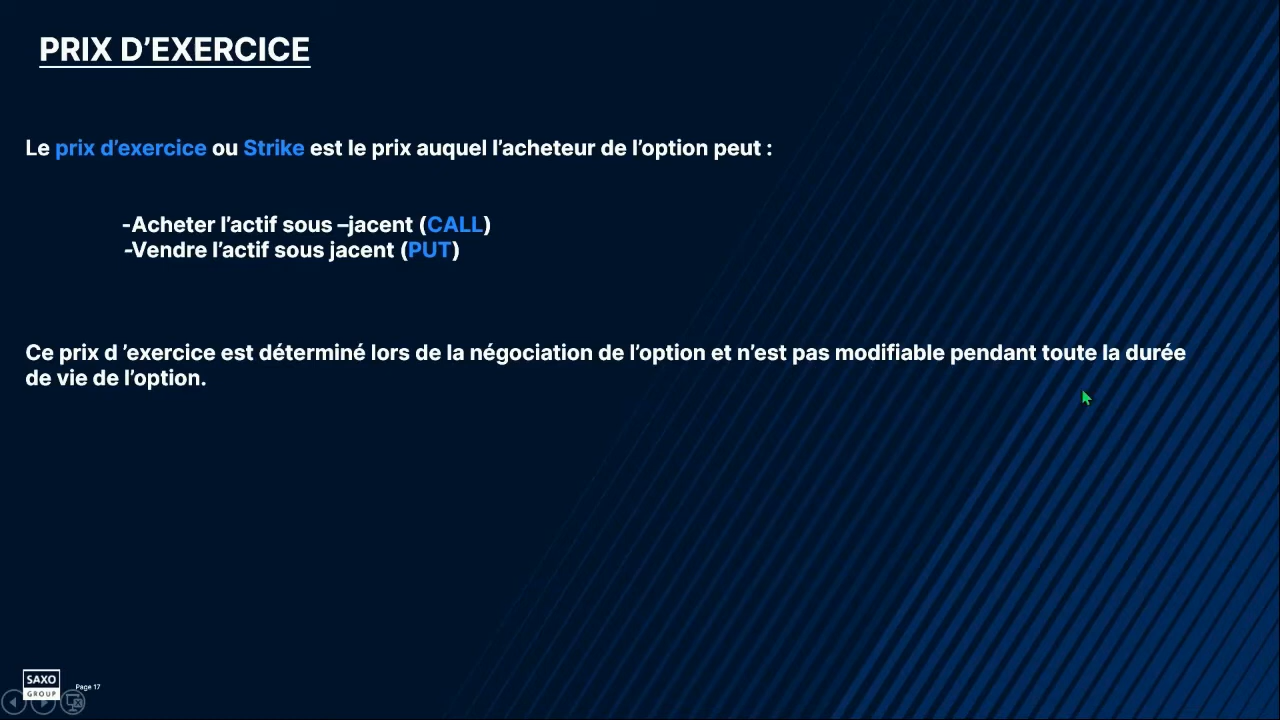 PRIX D’EXERCICE
Le prix d’exercice ou Strike est le prix auquel l’acheteur de l’option peut :
-Acheter l’actif sous –jacent (CALL)
-Vendre l’actif sous jacent (PUT)
Ce prix d ’exercice est déterminé lors de la négociation de l’option et n’est pas modifiable pendant toute la durée
de vie de l’option.
SAXO
GROUP
Page 17